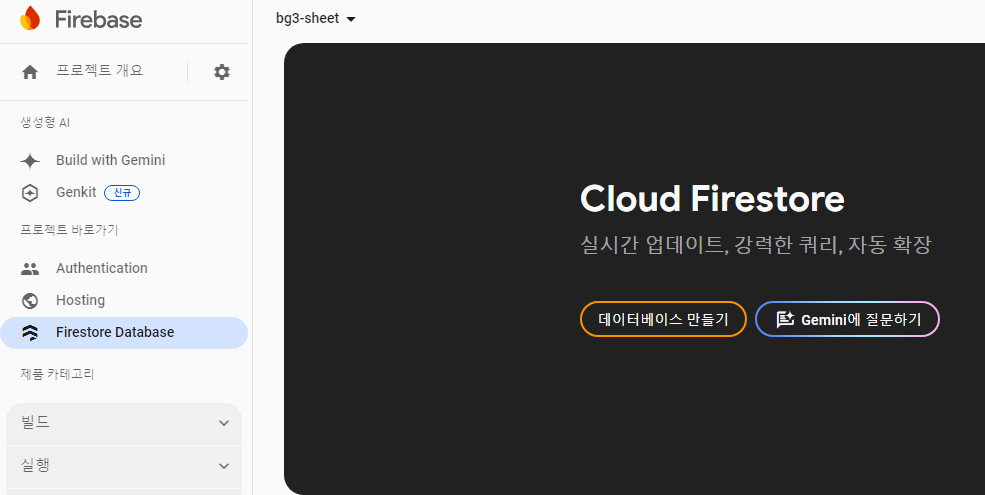 Firebase
bg3-sheet
프로젝트 개요
생성형 AI
Build with Gemini
Genkit 신규
프로젝트 바로가기
Authentication
Hosting
Firestore Database
제품 카테고리
빌드
실행
Cloud Firestore
실시간 업데이트, 강력한 쿼리, 자동 확장
데이터베이스 만들기
Gemini에 질문하기